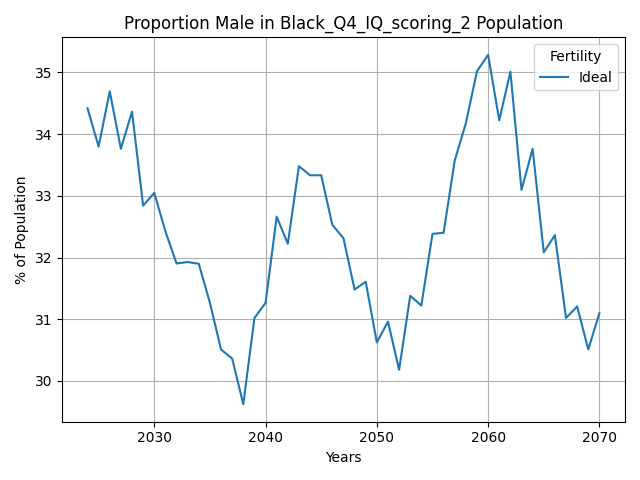 Proportion Male in Black_Q4_IQ_scoring_2 Population
Fertility
Ideal
% of Population
35
34
33
32
31
30
2030 2040 2050 2060 2070
Years